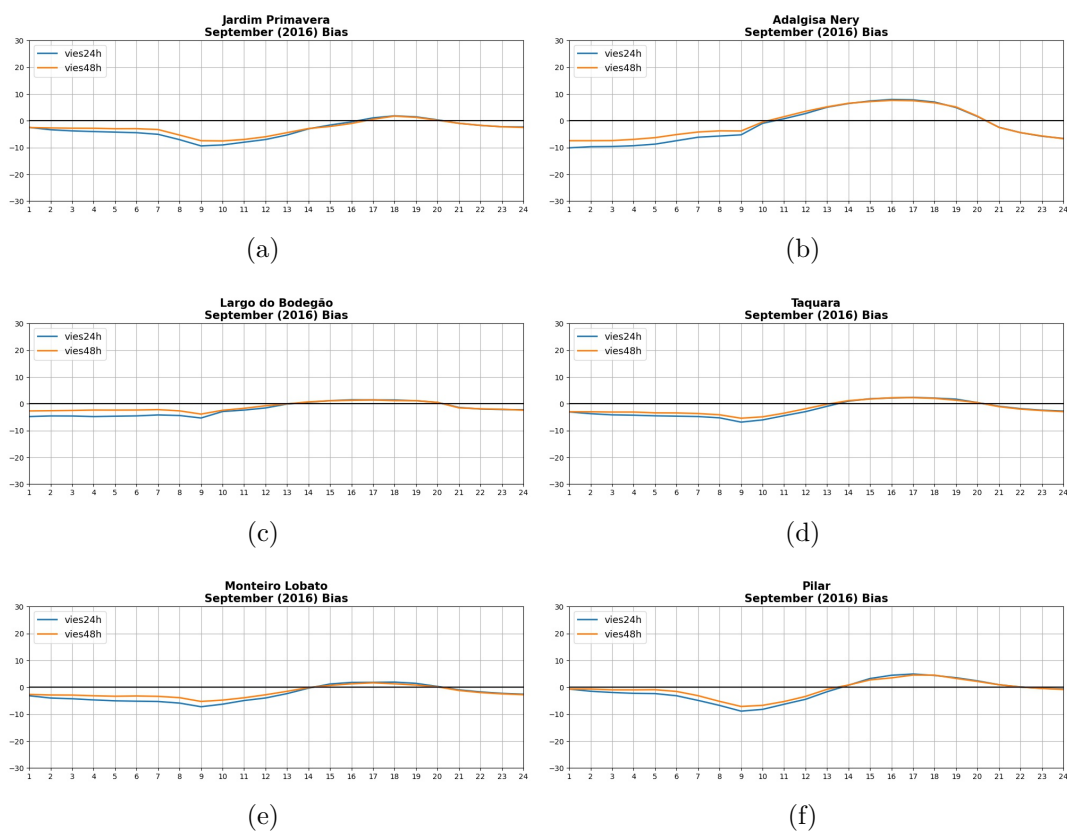 Jardim Primavera
September (2016) Bias
30
20
10
0
−10
−20
−30
vies24h
vies48h
1 2 3 4 5 6 7 8 9 10 11 12 13 14 15 16 17 18 19 20 21 22 23 24
(a)
Adalgisa Nery
September (2016) Bias
30
20
10
0
−10
−20
−30
vies24h
vies48h
1 2 3 4 5 6 7 8 9 10 11 12 13 14 15 16 17 18 19 20 21 22 23 24
(b)
Largo do Bodegão
September (2016) Bias
30
20
10
0
−10
−20
−30
vies24h
vies48h
1 2 3 4 5 6 7 8 9 10 11 12 13 14 15 16 17 18 19 20 21 22 23 24
(c)
Taquara
September (2016) Bias
30
20
10
0
−10
−20
−30
vies24h
vies48h
1 2 3 4 5 6 7 8 9 10 11 12 13 14 15 16 17 18 19 20 21 22 23 24
(d)
Monteiro Lobato
September (2016) Bias
30
20
10
0
−10
−20
−30
vies24h
vies48h
1 2 3 4 5 6 7 8 9 10 11 12 13 14 15 16 17 18 19 20 21 22 23 24
(e)
Pilar
September (2016) Bias
30
20
10
0
−10
−20
−30
vies24h
vies48h
1 2 3 4 5 6 7 8 9 10 11 12 13 14 15 16 17 18 19 20 21 22 23 24
(f)